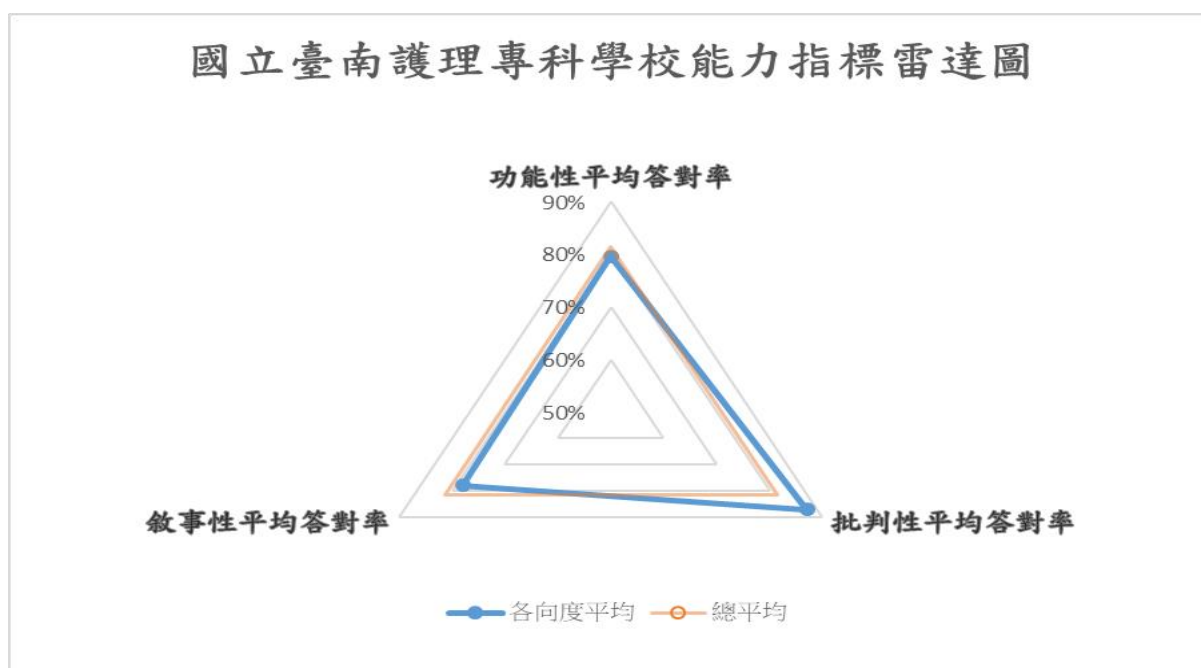 國立臺南護理專科學校能力指標雷達圖
功能性平均答對率
90%
80%
70%
60%
50%
敘事性平均答對率
批判性平均答對率
各向度平均
總平均